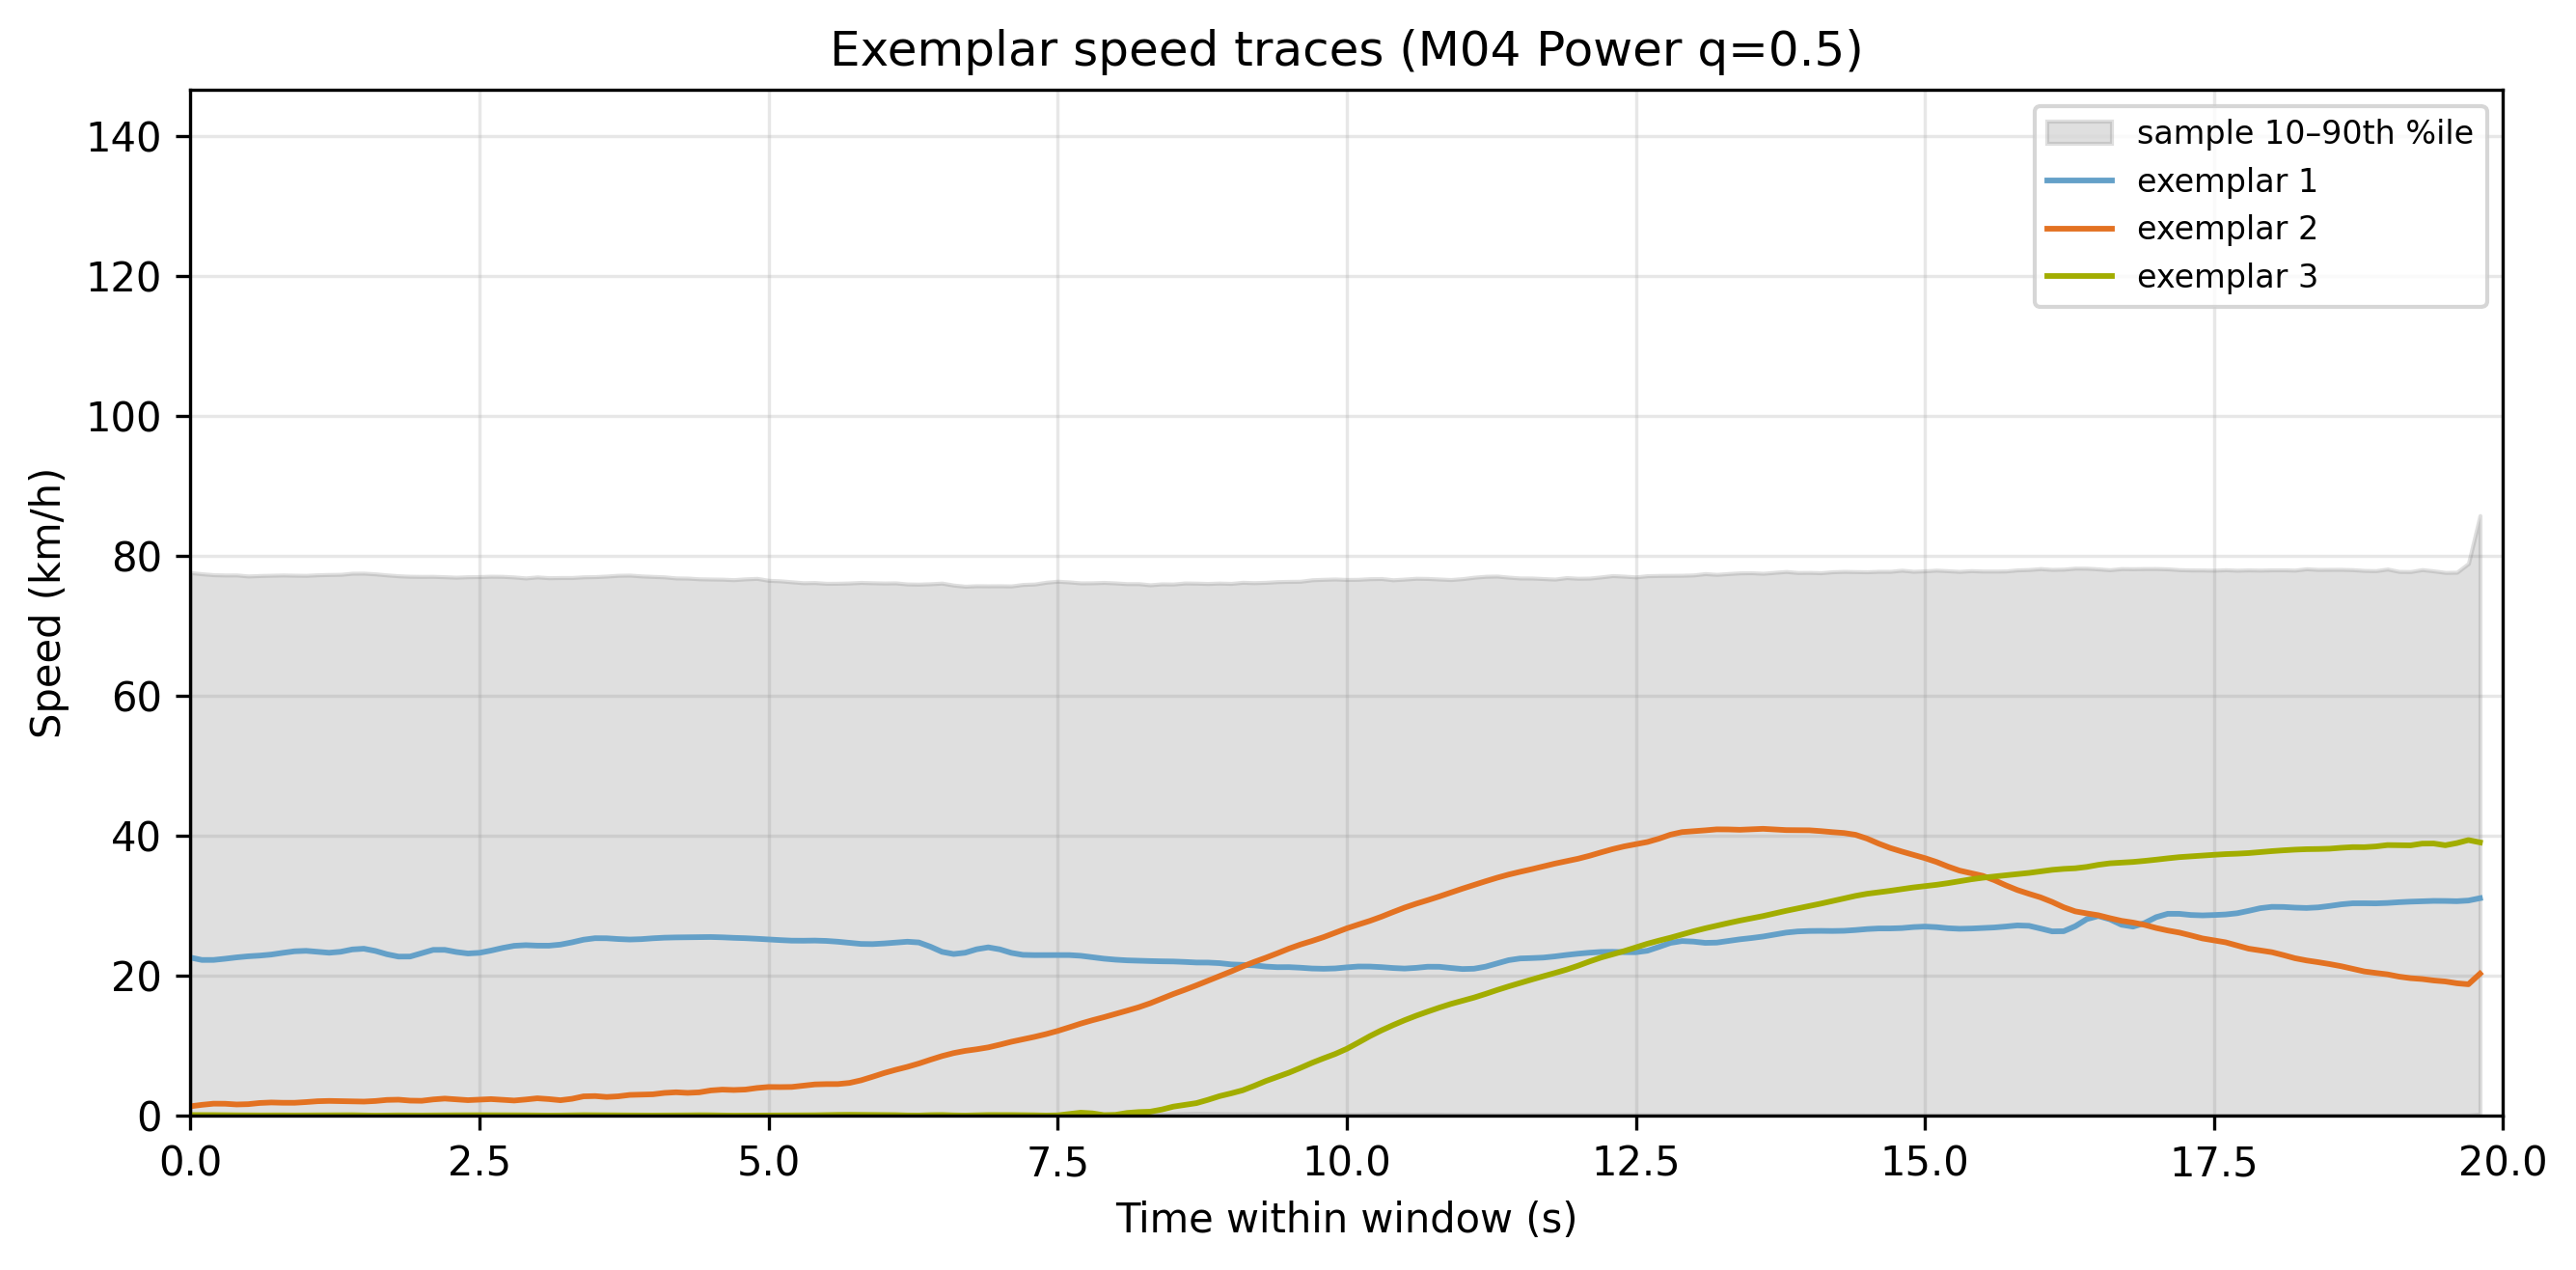 Exemplar speed traces (M04 Power q=0.5)
sample 10–90th %ile
exemplar 1
exemplar 2
exemplar 3
Speed (km/h)
140
120
100
80
60
40
20
0
0.0 2.5 5.0 7.5 10.0 12.5 15.0 17.5 20.0
Time within window (s)